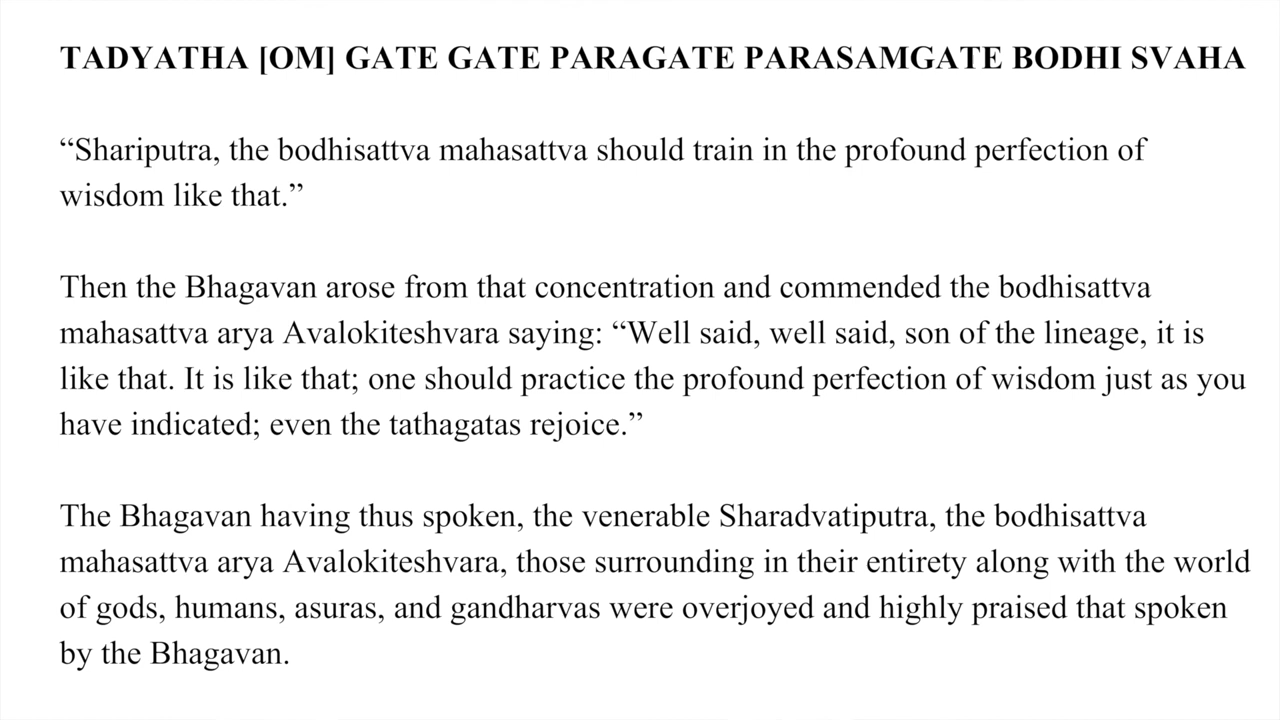 TADYATHA [OM] GATE GATE PARAGATE PARASAMGATE BODHI SVAHA
“Shariputra, the bodhisattva mahasattva should train in the profound perfection of
wisdom like that.”
Then the Bhagavan arose from that concentration and commended the bodhisattva
mahasattva arya Avalokiteshvara saying: “Well said, well said, son of the lineage, it is
like that. It is like that; one should practice the profound perfection of wisdom just as you
have indicated; even the tathagatas rejoice.”
The Bhagavan having thus spoken, the venerable Sharadvatiputra, the bodhisattva
mahasattva arya Avalokiteshvara, those surrounding in their entirety along with the world
of gods, humans, asuras, and gandharvas were overjoyed and highly praised that spoken
by the Bhagavan.